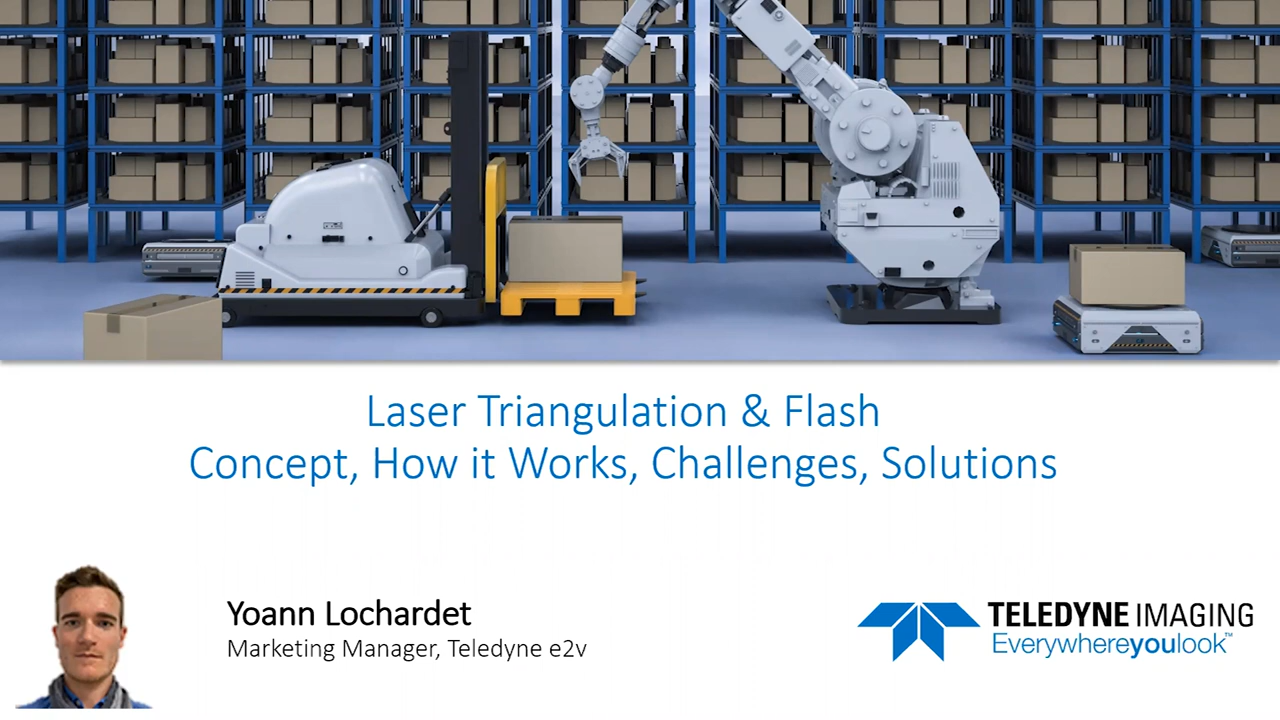 Laser Triangulation & Flash
Concept, How it Works, Challenges, Solutions
Yoann Lochardet
Marketing Manager, Teledyne e2v
TELEDYNE IMAGING
Everywhereyoulook™